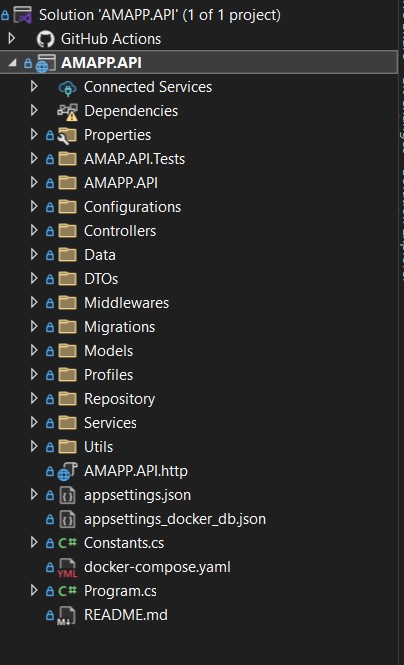 Solution 'AMAPP.API' (1 of 1 project)
GitHub Actions
AMAPP.API
Connected Services
Dependencies
Properties
AMAP.API.Tests
AMAPP.API
Configurations
Controllers
Data
DTOs
Middlewares
Migrations
Models
Profiles
Repository
Services
Utils
AMAPP.API.http
appsettings.json
appsettings_docker_db.json
C# Constants.cs
YML docker-compose.yaml
C# Program.cs
M↓ README.md